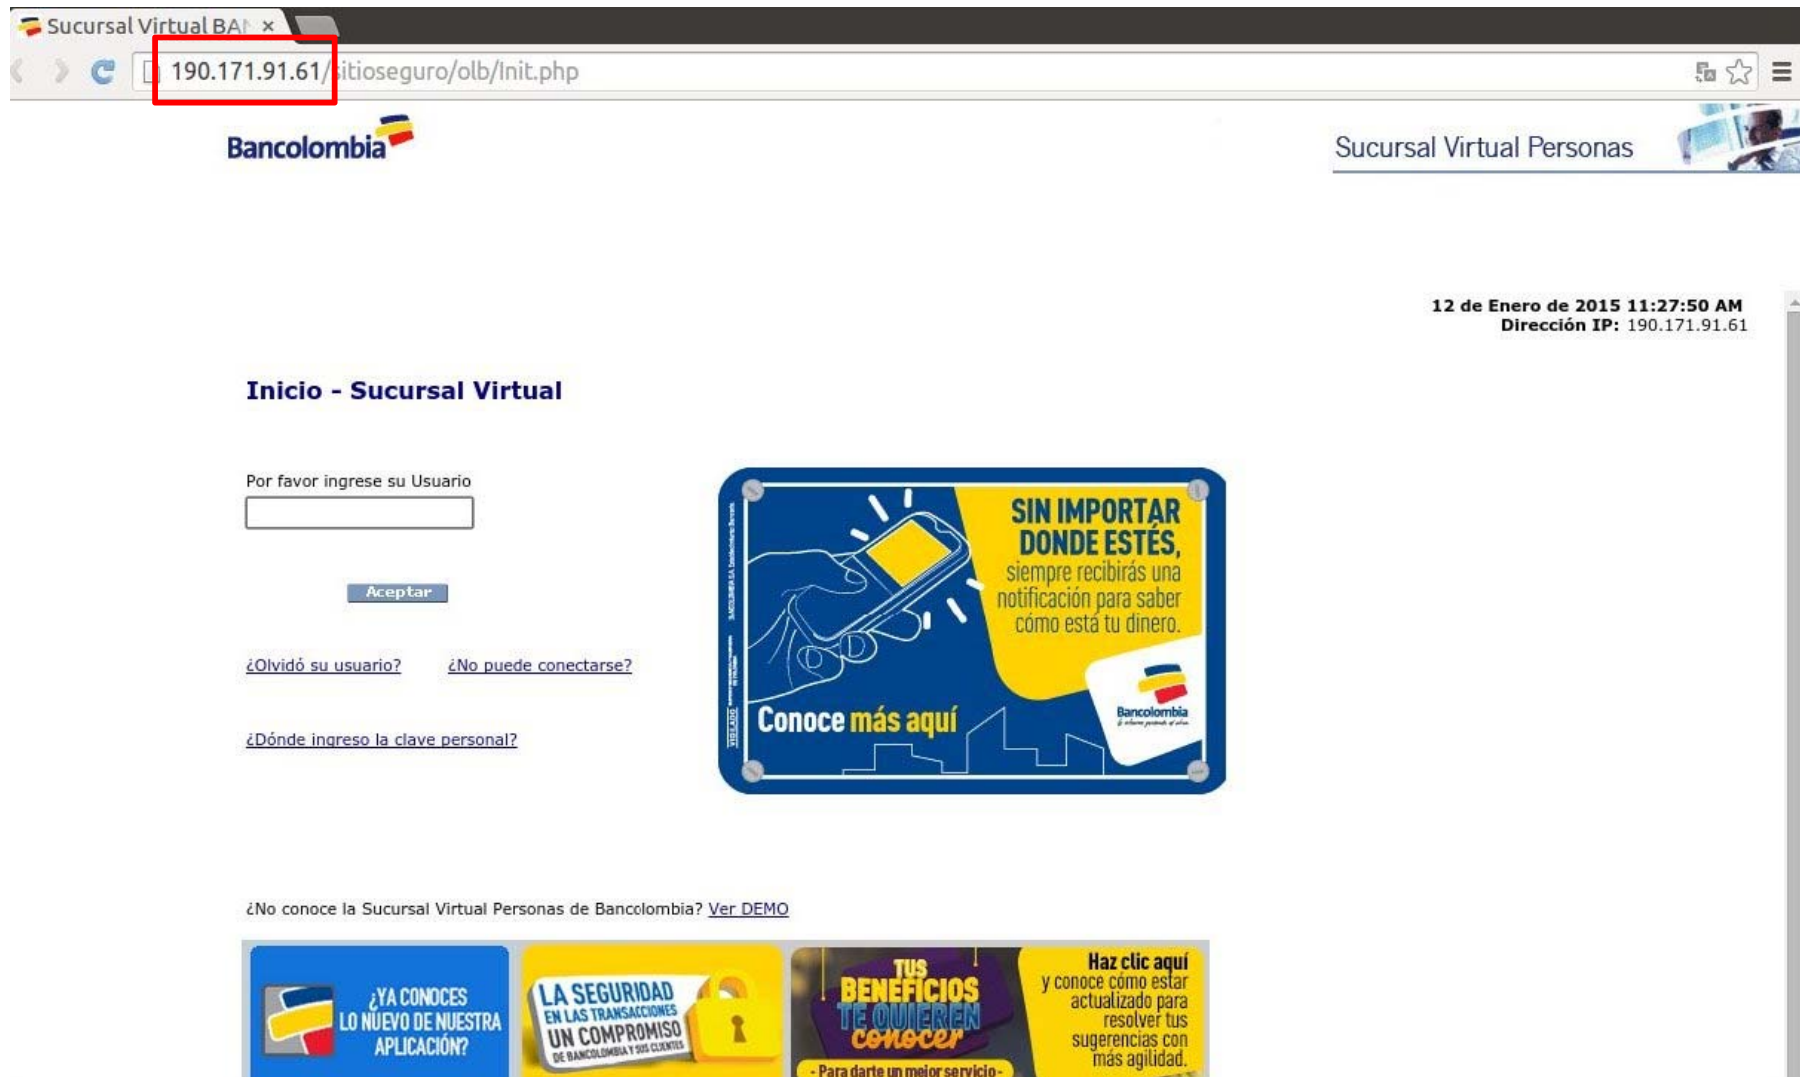 Sucursal Virtual BAN
190.171.91.61/sitioseguro/olb/Init.php
Bancolombia
Sucursal Virtual Personas
12 de Enero de 2015 11:27:50 AM
Dirección IP: 190.171.91.61
Inicio - Sucursal Virtual
Por favor ingrese su Usuario
Aceptar
¿Olvidó su usuario? ¿No puede conectarse?
¿Dónde ingreso la clave personal?
SIN IMPORTAR
DONDE ESTÉS,
siempre recibirás una
notificación para saber
cómo está tu dinero.
Bancolombia
Conoce más aquí
VIGILADO
¿No conoce la Sucursal Virtual Personas de Bancolombia? Ver DEMO
¿YA CONOCES
LO NUEVO DE NUESTRA
APLICACIÓN?
LA SEGURIDAD
EN LAS TRANSACCIONES
UN COMPROMISO
DE BANCOLOMBIA Y SUS CLIENTES
TUS
BENEFICIOS
TE QUIEREN
conocer
- Para darte un mejor servicio -
Haz clic aquí
y conoce cómo estar
actualizado para
resolver tus
sugerencias con
más agilidad.